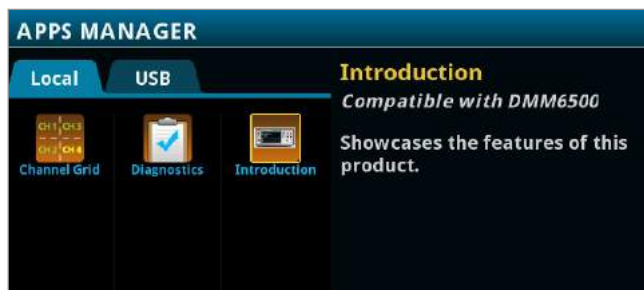 APPS MANAGER
Local
USB
CH1 CH3
CH2 CH4
Channel Grid
Diagnostics
Introduction
Introduction
Compatible with DMM6500
Showcases the features of this
product.